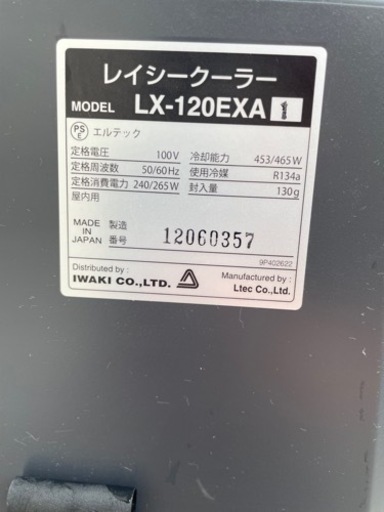 レイシークーラー
MODEL LX-120EXA 1
PS E エルテック
定格電圧 100V 冷却能力 453/465W
定格周波数 50/60Hz 使用冷媒 R134a
定格消費電力 240/265W 封入量 130g
屋内用
MADE IN JAPAN 製造番号 12060357
9P402622
Distributed by : IWAKI CO.,LTD.
Manufactured by : Ltec Co.,Ltd.